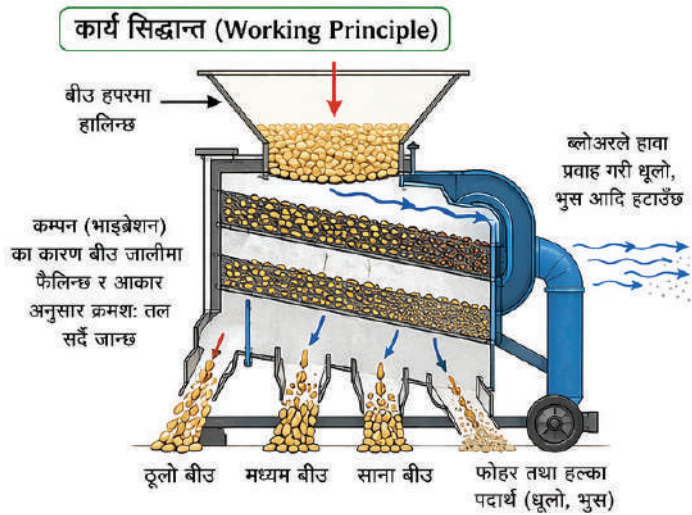 कार्य सिद्धान्त (Working Principle)
बीउ हपरमा
हालिन्छ
ब्लोअरले हावा
प्रवाह गरी धूलो,
भुस आदि हटाउँछ
कम्पन (भाइब्रेशन)
का कारण बीउ जालीमा
फैलिन्छ र आकार
अनुसार क्रमश: तल
सर्दै जान्छ
ठूलो बीउ
मध्यम बीउ
साना बीउ
फोहर तथा हल्का
पदार्थ (धूलो, भुस)